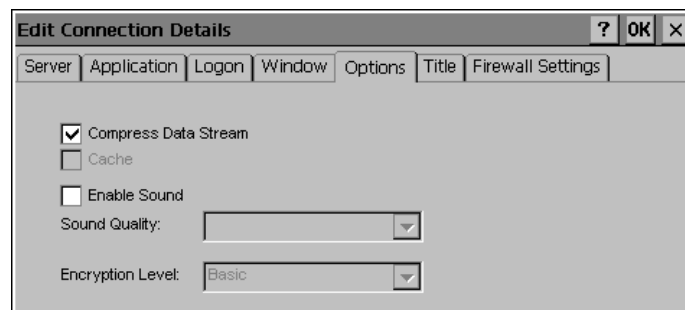 Edit Connection Details ? OK ×
Server Application Logon Window Options Title Firewall Settings
Compress Data Stream
Cache
Enable Sound
Sound Quality:
Encryption Level: Basic